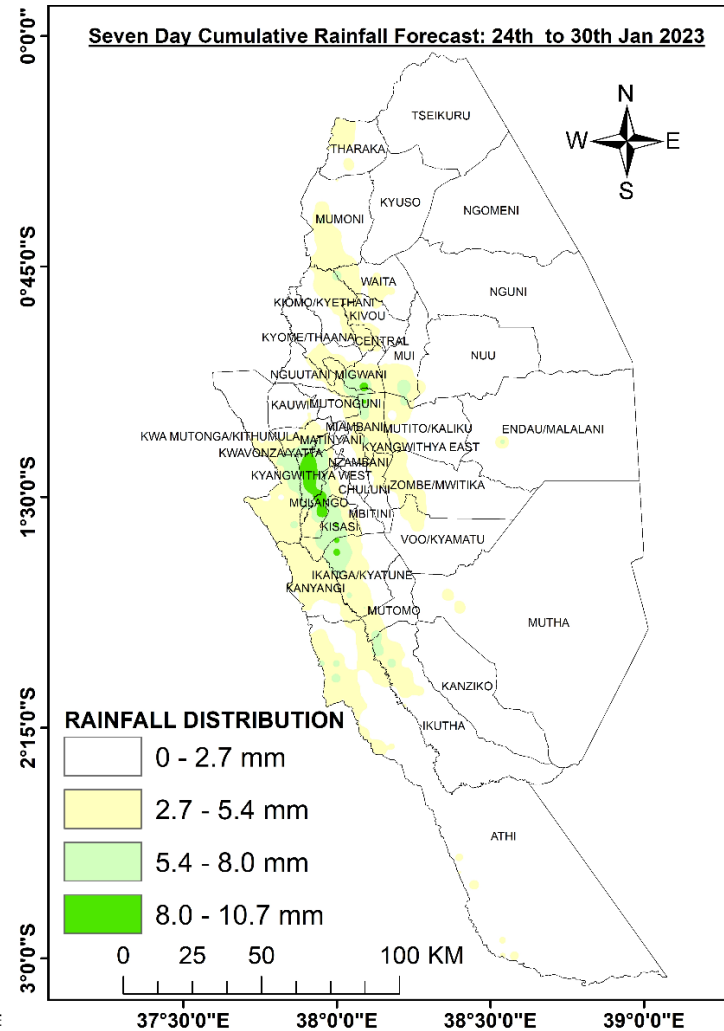 Seven Day Cumulative Rainfall Forecast: 24th to 30th Jan 2023
0°0'0"
0°45'0"S
1°30'0"S
2°15'0"S
3°0'0"S
N
W
E
S
TSEIKURU
THARAKA
KYUSO
NGOMENI
MUMONI
WAITA
NGUNI
KIOMO/KYETHANI
KIVOU
KYOME/THAANA
CENTRAL
MUI
NUU
NGUUTANI
MIGWANI
KAUWI
MUTONGUNI
MIAMBANI
MUTITO/KALIKU
ENDAU/MALALANI
KWA MUTONGA/KITHUMULA
MATINYANI
KYANGWITHYA EAST
KWAVONZA/YATTA
NZAMBANI
KYANGWITHYA WEST
ZOMBE/MWITIKA
CHULUNI
MULANGO
MBITINI
KISASI
VOO/KYAMATU
IKANGA/KYATUNE
KANYANGI
MUTOMO
MUTHA
KANZIKO
IKUTHA
ATHI
RAINFALL DISTRIBUTION
0 - 2.7 mm
2.7 - 5.4 mm
5.4 - 8.0 mm
8.0 - 10.7 mm
0 25 50 100 KM
E
37°30'0"E 38°0'0"E 38°30'0"E 39°0'0"E